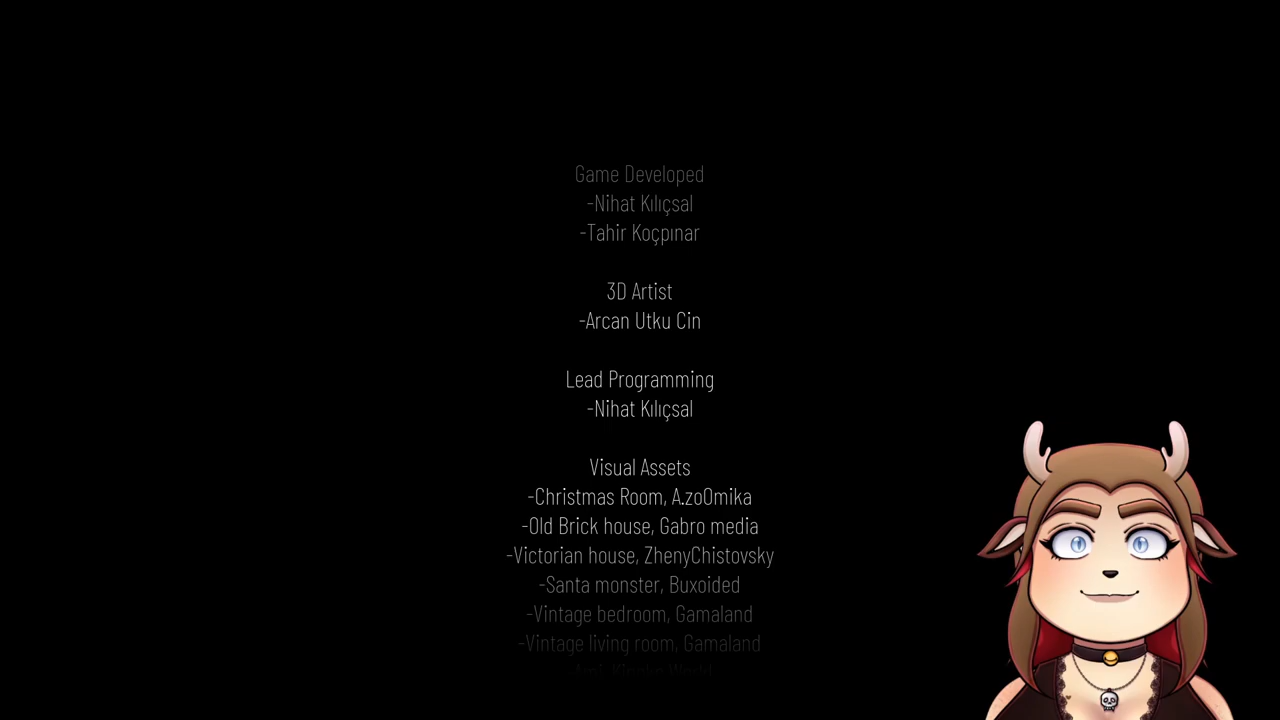 Game Developed
-Nihat Kılıçsal
-Tahir Koçpınar
3D Artist
-Arcan Utku Cin
Lead Programming
-Nihat Kılıçsal
Visual Assets
-Christmas Room, A.zoOmika
-Old Brick house, Gabro media
-Victorian house, ZhenyChistovsky
-Santa monster, Buxoided
-Vintage bedroom, Gamaland
-Vintage living room, Gamaland